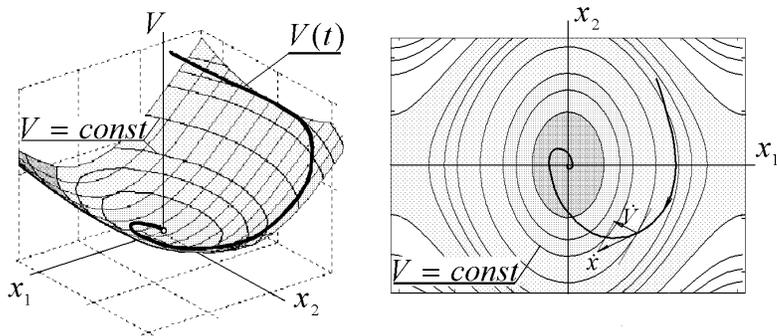 V
V(t)
V = const
x₁
x₂
x₂
x₁
V̇
ẋ
V = const